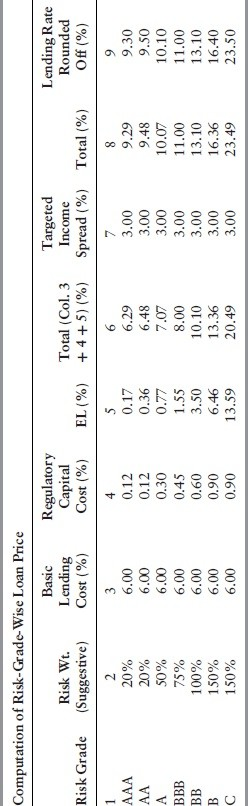 Computation of Risk-Grade-Wise Loan Price
Risk Grade | Risk Wt. (Suggestive) | Basic Lending Cost (%) | Regulatory Capital Cost (%) | EL (%) | Total (Col. 3 + 4 + 5) (%) | Targeted Income Spread (%) | Total (%) | Lending Rate Rounded Off (%)
1 2 3 4 5 6 7 8 9
AAA 20% 6.00 0.12 0.17 6.29 3.00 9.29 9.30
AA 20% 6.00 0.12 0.36 6.48 3.00 9.48 9.50
A 50% 6.00 0.30 0.77 7.07 3.00 10.07 10.10
BBB 75% 6.00 0.45 1.55 8.00 3.00 11.00 11.00
BB 100% 6.00 0.60 3.50 10.10 3.00 13.10 13.10
B 150% 6.00 0.90 6.46 13.36 3.00 16.36 16.40
C 150% 6.00 0.90 13.59 20.49 3.00 23.49 23.50